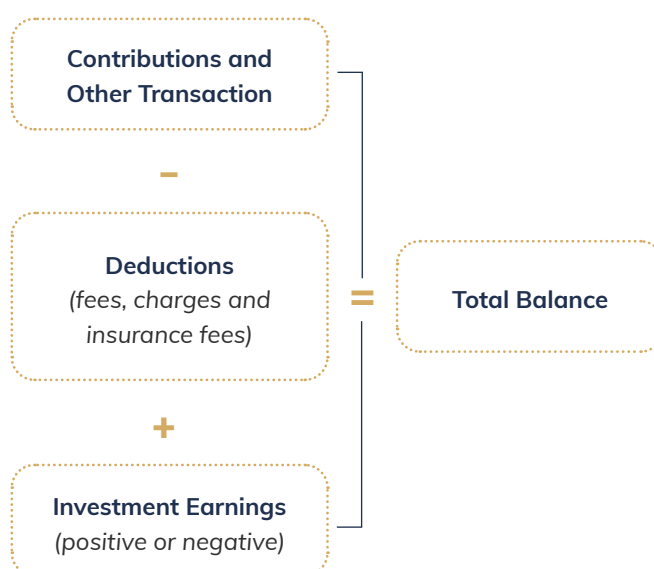 Contributions and
Other Transaction
–
Deductions
(fees, charges and
insurance fees)
=
Total Balance
+
Investment Earnings
(positive or negative)